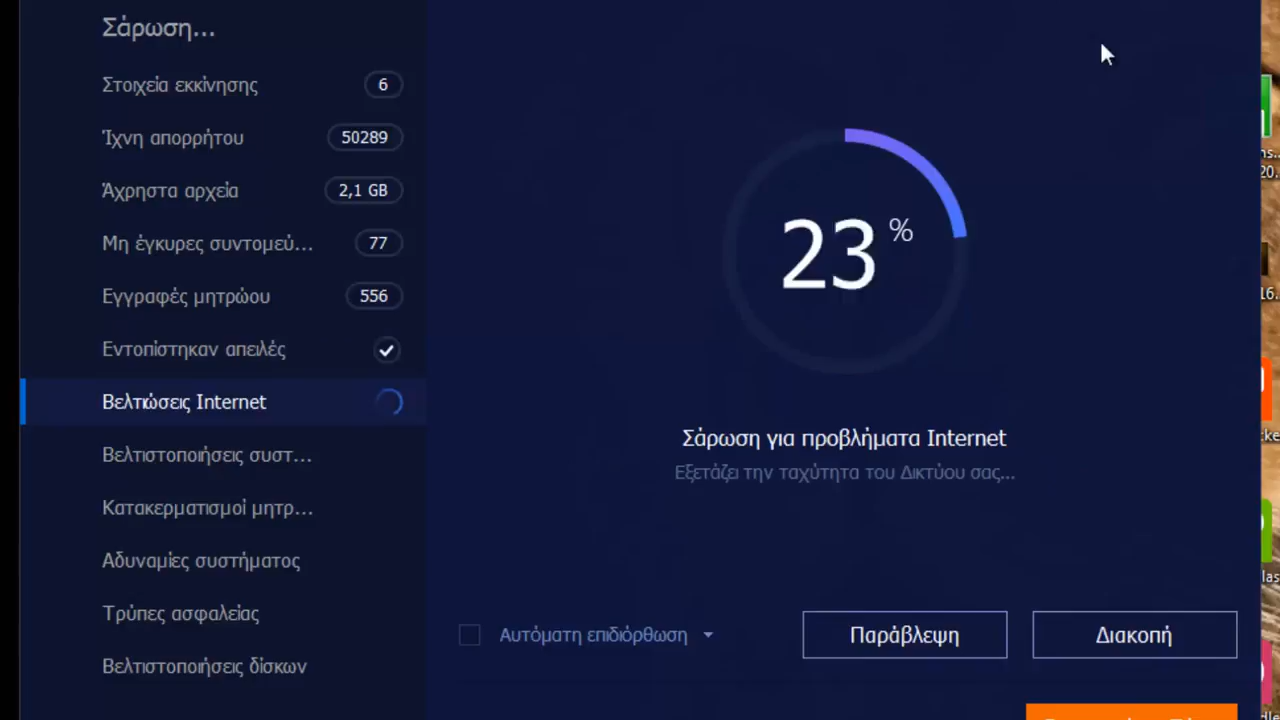 Σάρωση...
Στοιχεία εκκίνησης 6
Ίχνη απορρήτου 50289
Άχρηστα αρχεία 2,1 GB
Μη έγκυρες συντομεύ... 77
Εγγραφές μητρώου 556
Εντοπίστηκαν απειλές
Βελτιώσεις Internet
Βελτιστοποιήσεις συστ...
Κατακερματισμοί μητρ...
Αδυναμίες συστήματος
Τρύπες ασφαλείας
Βελτιστοποιήσεις δίσκων
23 %
Σάρωση για προβλήματα Internet
Εξετάζει την ταχύτητα του Δικτύου σας...
Αυτόματη επιδιόρθωση
Παράβλεψη
Διακοπή
20.
16.